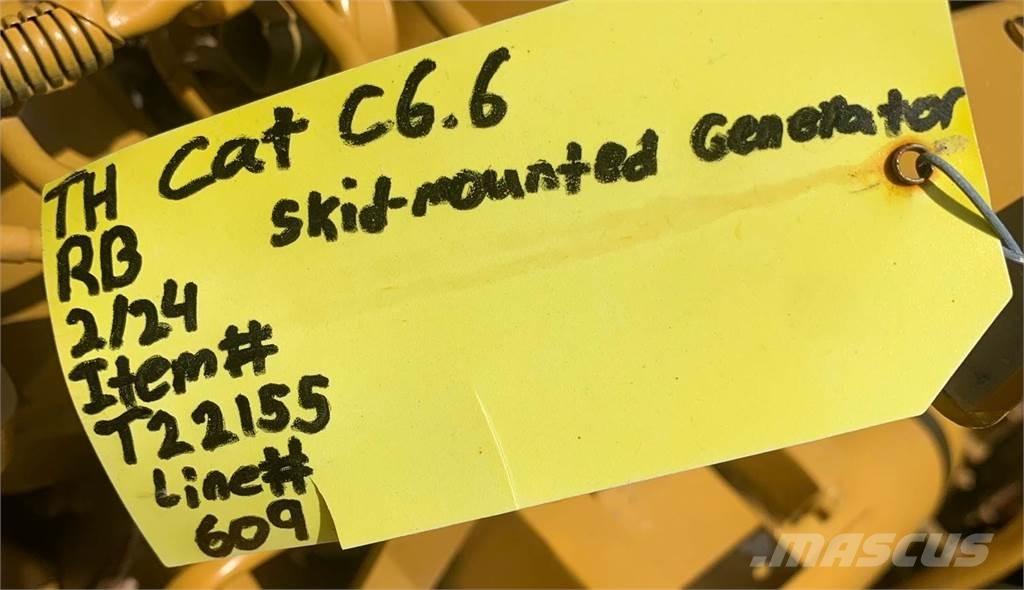 Cat C6.6
skid-mounted Generator
TH
RB
2/24
Item#
T22155
Line#
609
MASCUS